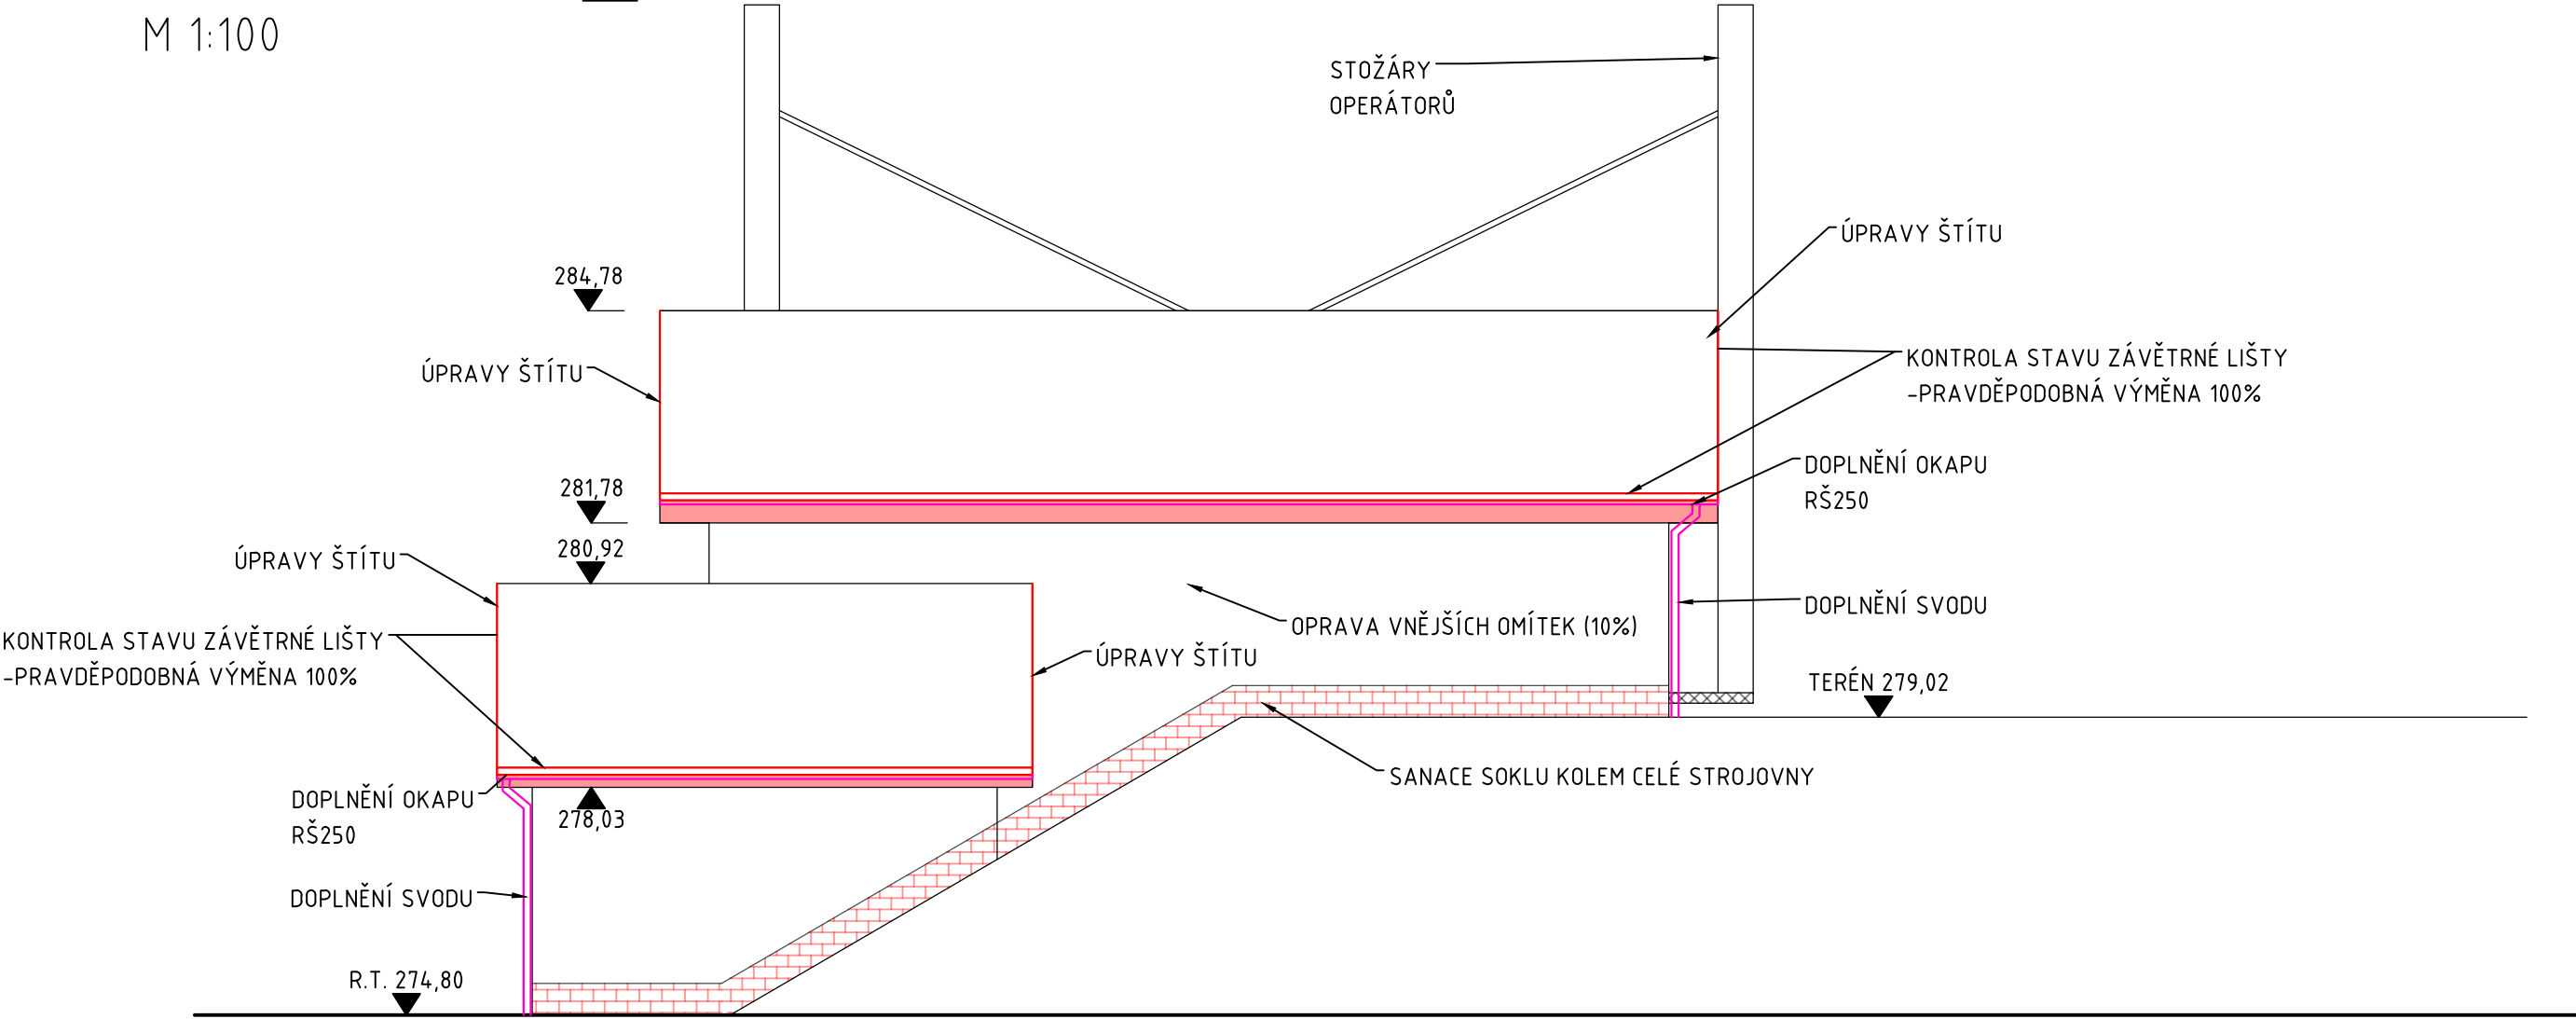 M 1:100
STOŽÁRY
OPERÁTORŮ
ÚPRAVY ŠTÍTU
284,78
KONTROLA STAVU ZÁVĚTRNÉ LIŠTY
-PRAVDĚPODOBNÁ VÝMĚNA 100%
ÚPRAVY ŠTÍTU
DOPLNĚNÍ OKAPU
RŠ250
281,78
280,92
ÚPRAVY ŠTÍTU
DOPLNĚNÍ SVODU
OPRAVA VNĚJŠÍCH OMÍTEK (10%)
KONTROLA STAVU ZÁVĚTRNÉ LIŠTY
-PRAVDĚPODOBNÁ VÝMĚNA 100%
ÚPRAVY ŠTÍTU
TERÉN 279,02
SANACE SOKLU KOLEM CELÉ STROJOVNY
DOPLNĚNÍ OKAPU
RŠ250
278,03
DOPLNĚNÍ SVODU
R.T. 274,80